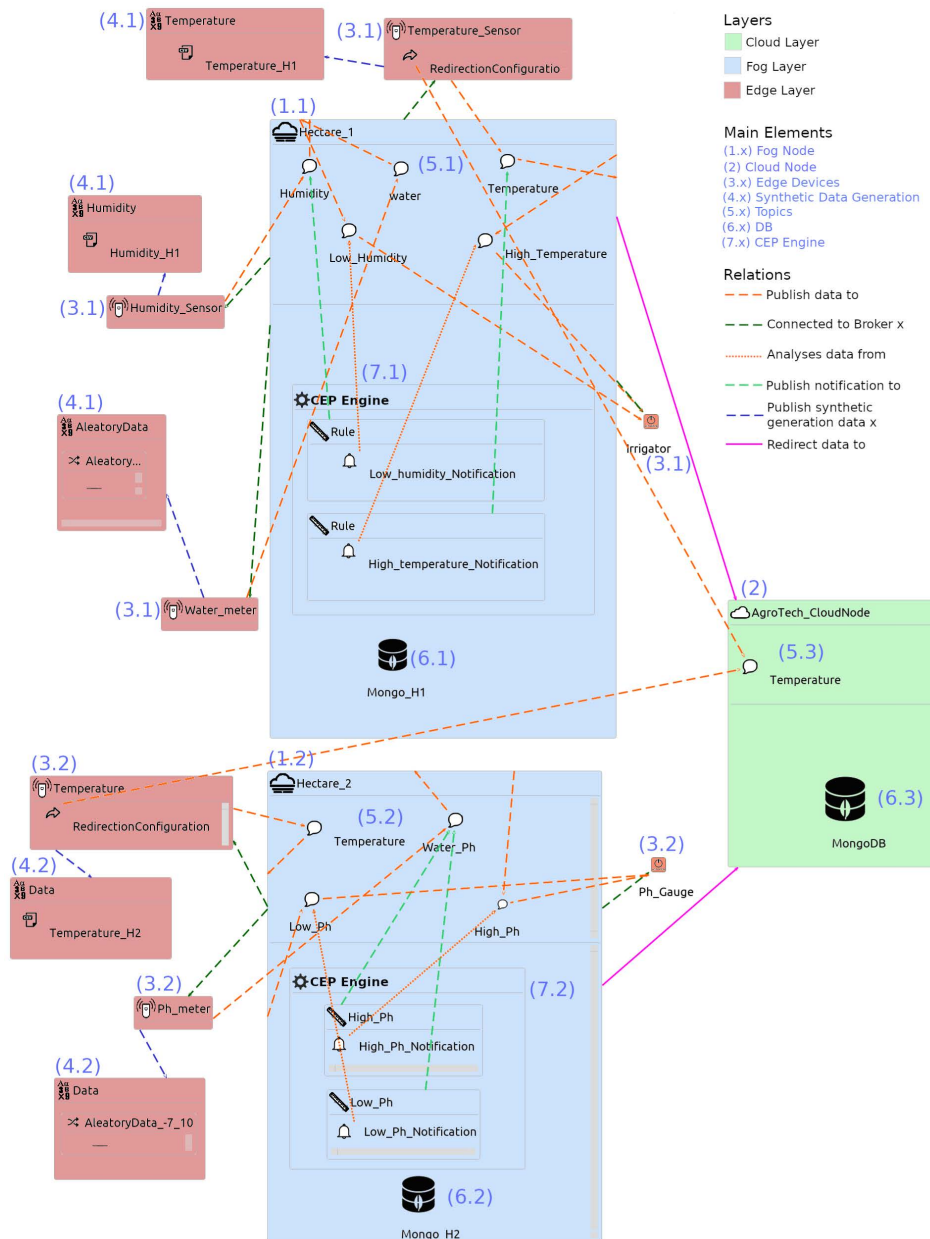 (4.1)
Temperature
Temperature_H1
(3.1)
Temperature_Sensor
RedirectionConfiguratio
(1.1)
Hectare_1
Humidity
water
(5.1)
Temperature
Low_Humidity
High_Temperature
(4.1)
Humidity
Humidity_H1
(3.1)
Humidity_Sensor
(7.1)
CEP Engine
Rule
Low_humidity_Notification
Rule
High_temperature_Notification
(4.1)
AleatoryData
Aleatory...
(3.1)
Water_meter
Irrigator
(3.1)
(6.1)
Mongo_H1
(2)
AgroTech_CloudNode
(5.3)
Temperature
(6.3)
MongoDB
(3.2)
Temperature
RedirectionConfiguration
(4.2)
Data
Temperature_H2
(1.2)
Hectare_2
(5.2)
Temperature
Water_Ph
(3.2)
Ph_Gauge
Low_Ph
High_Ph
(3.2)
Ph_meter
(4.2)
Data
AleatoryData_-7_10
CEP Engine
(7.2)
High_Ph
High_Ph_Notification
Low_Ph
Low_Ph_Notification
(6.2)
Mongo_H2
Layers
Cloud Layer
Fog Layer
Edge Layer
Main Elements
(1.x) Fog Node
(2) Cloud Node
(3.x) Edge Devices
(4.x) Synthetic Data Generation
(5.x) Topics
(6.x) DB
(7.x) CEP Engine
Relations
Publish data to
Connected to Broker x
Analyses data from
Publish notification to
Publish synthetic
generation data x
Redirect data to